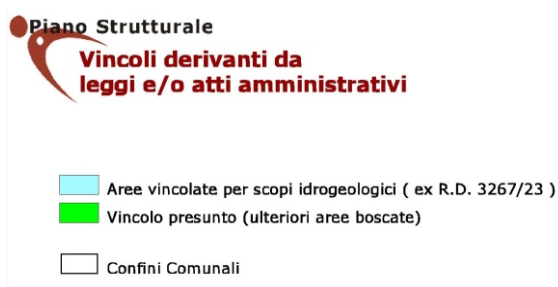 Piano Strutturale
Vincoli derivanti da
leggi e/o atti amministrativi
Aree vincolate per scopi idrogeologici ( ex R.D. 3267/23 )
Vincolo presunto (ulteriori aree boscate)
Confini Comunali